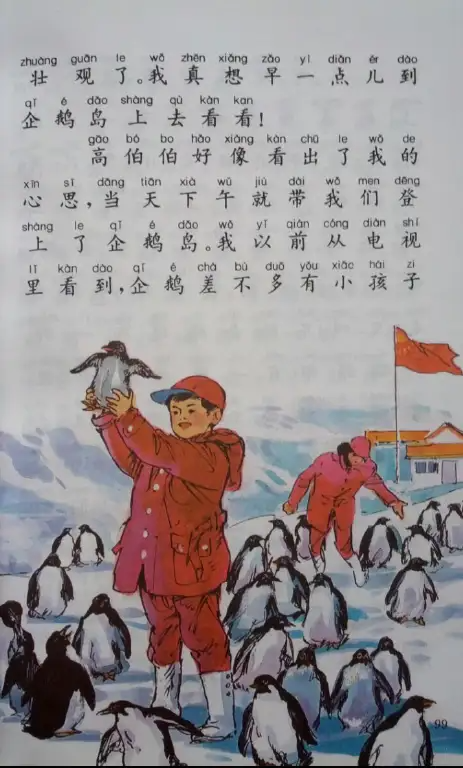 zhuàng guān le wǒ zhēn xiǎng zǎo yì diǎn ér dào
壮观了。我真想早一点儿到
qǐ é dǎo shàng qù kàn kan
企鹅岛上去看看！
gāo bó bo hǎo xiàng kàn chū le wǒ de
高伯伯好像看出了我的
xīn sī dāng tiān xià wǔ jiù dài wǒ men dēng
心思，当天下午就带我们登
shàng le qǐ é dǎo wǒ yǐ qián cóng diàn shì
上了企鹅岛。我以前从电视
lǐ kàn dào qǐ é chà bù duō yǒu xiǎo hái zi
里看到，企鹅差不多有小孩子
99